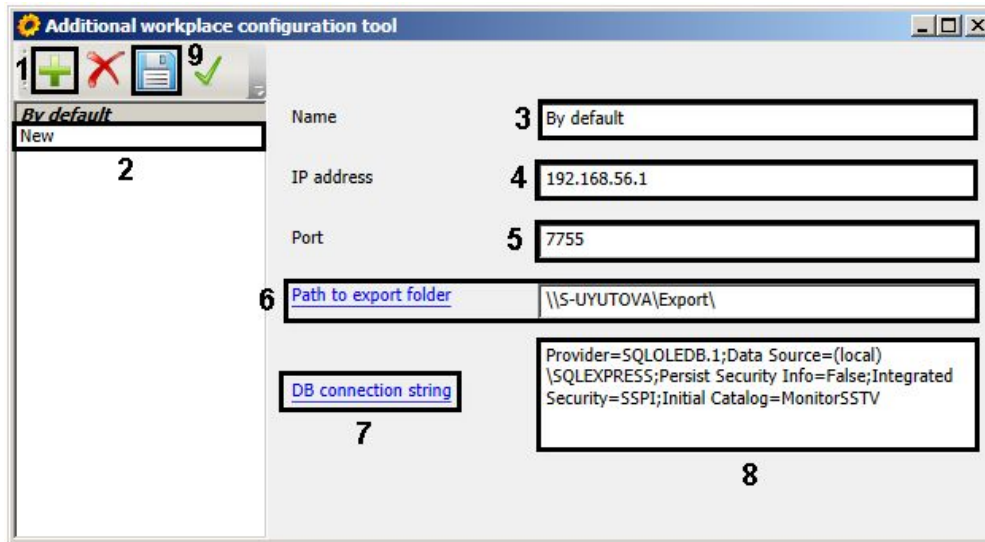 Additional workplace configuration tool
1
9
By default
New
2
Name
3
By default
IP address
4
192.168.56.1
Port
5
7755
6
Path to export folder
\\S-UYUTOVA\Export\
DB connection string
7
Provider=SQLOLEDB.1;Data Source=(local)
\SQLEXPRESS;Persist Security Info=False;Integrated
Security=SSPI;Initial Catalog=MonitorSSTV
8